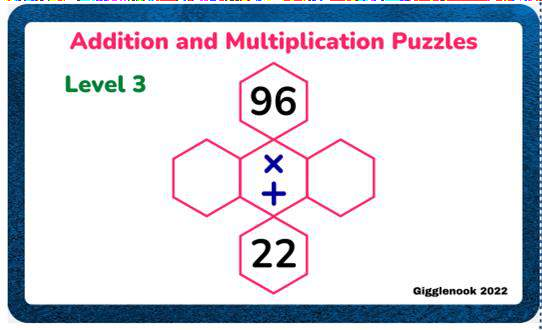 Addition and Multiplication Puzzles
Level 3
96
×
+
22
Gigglenook 2022